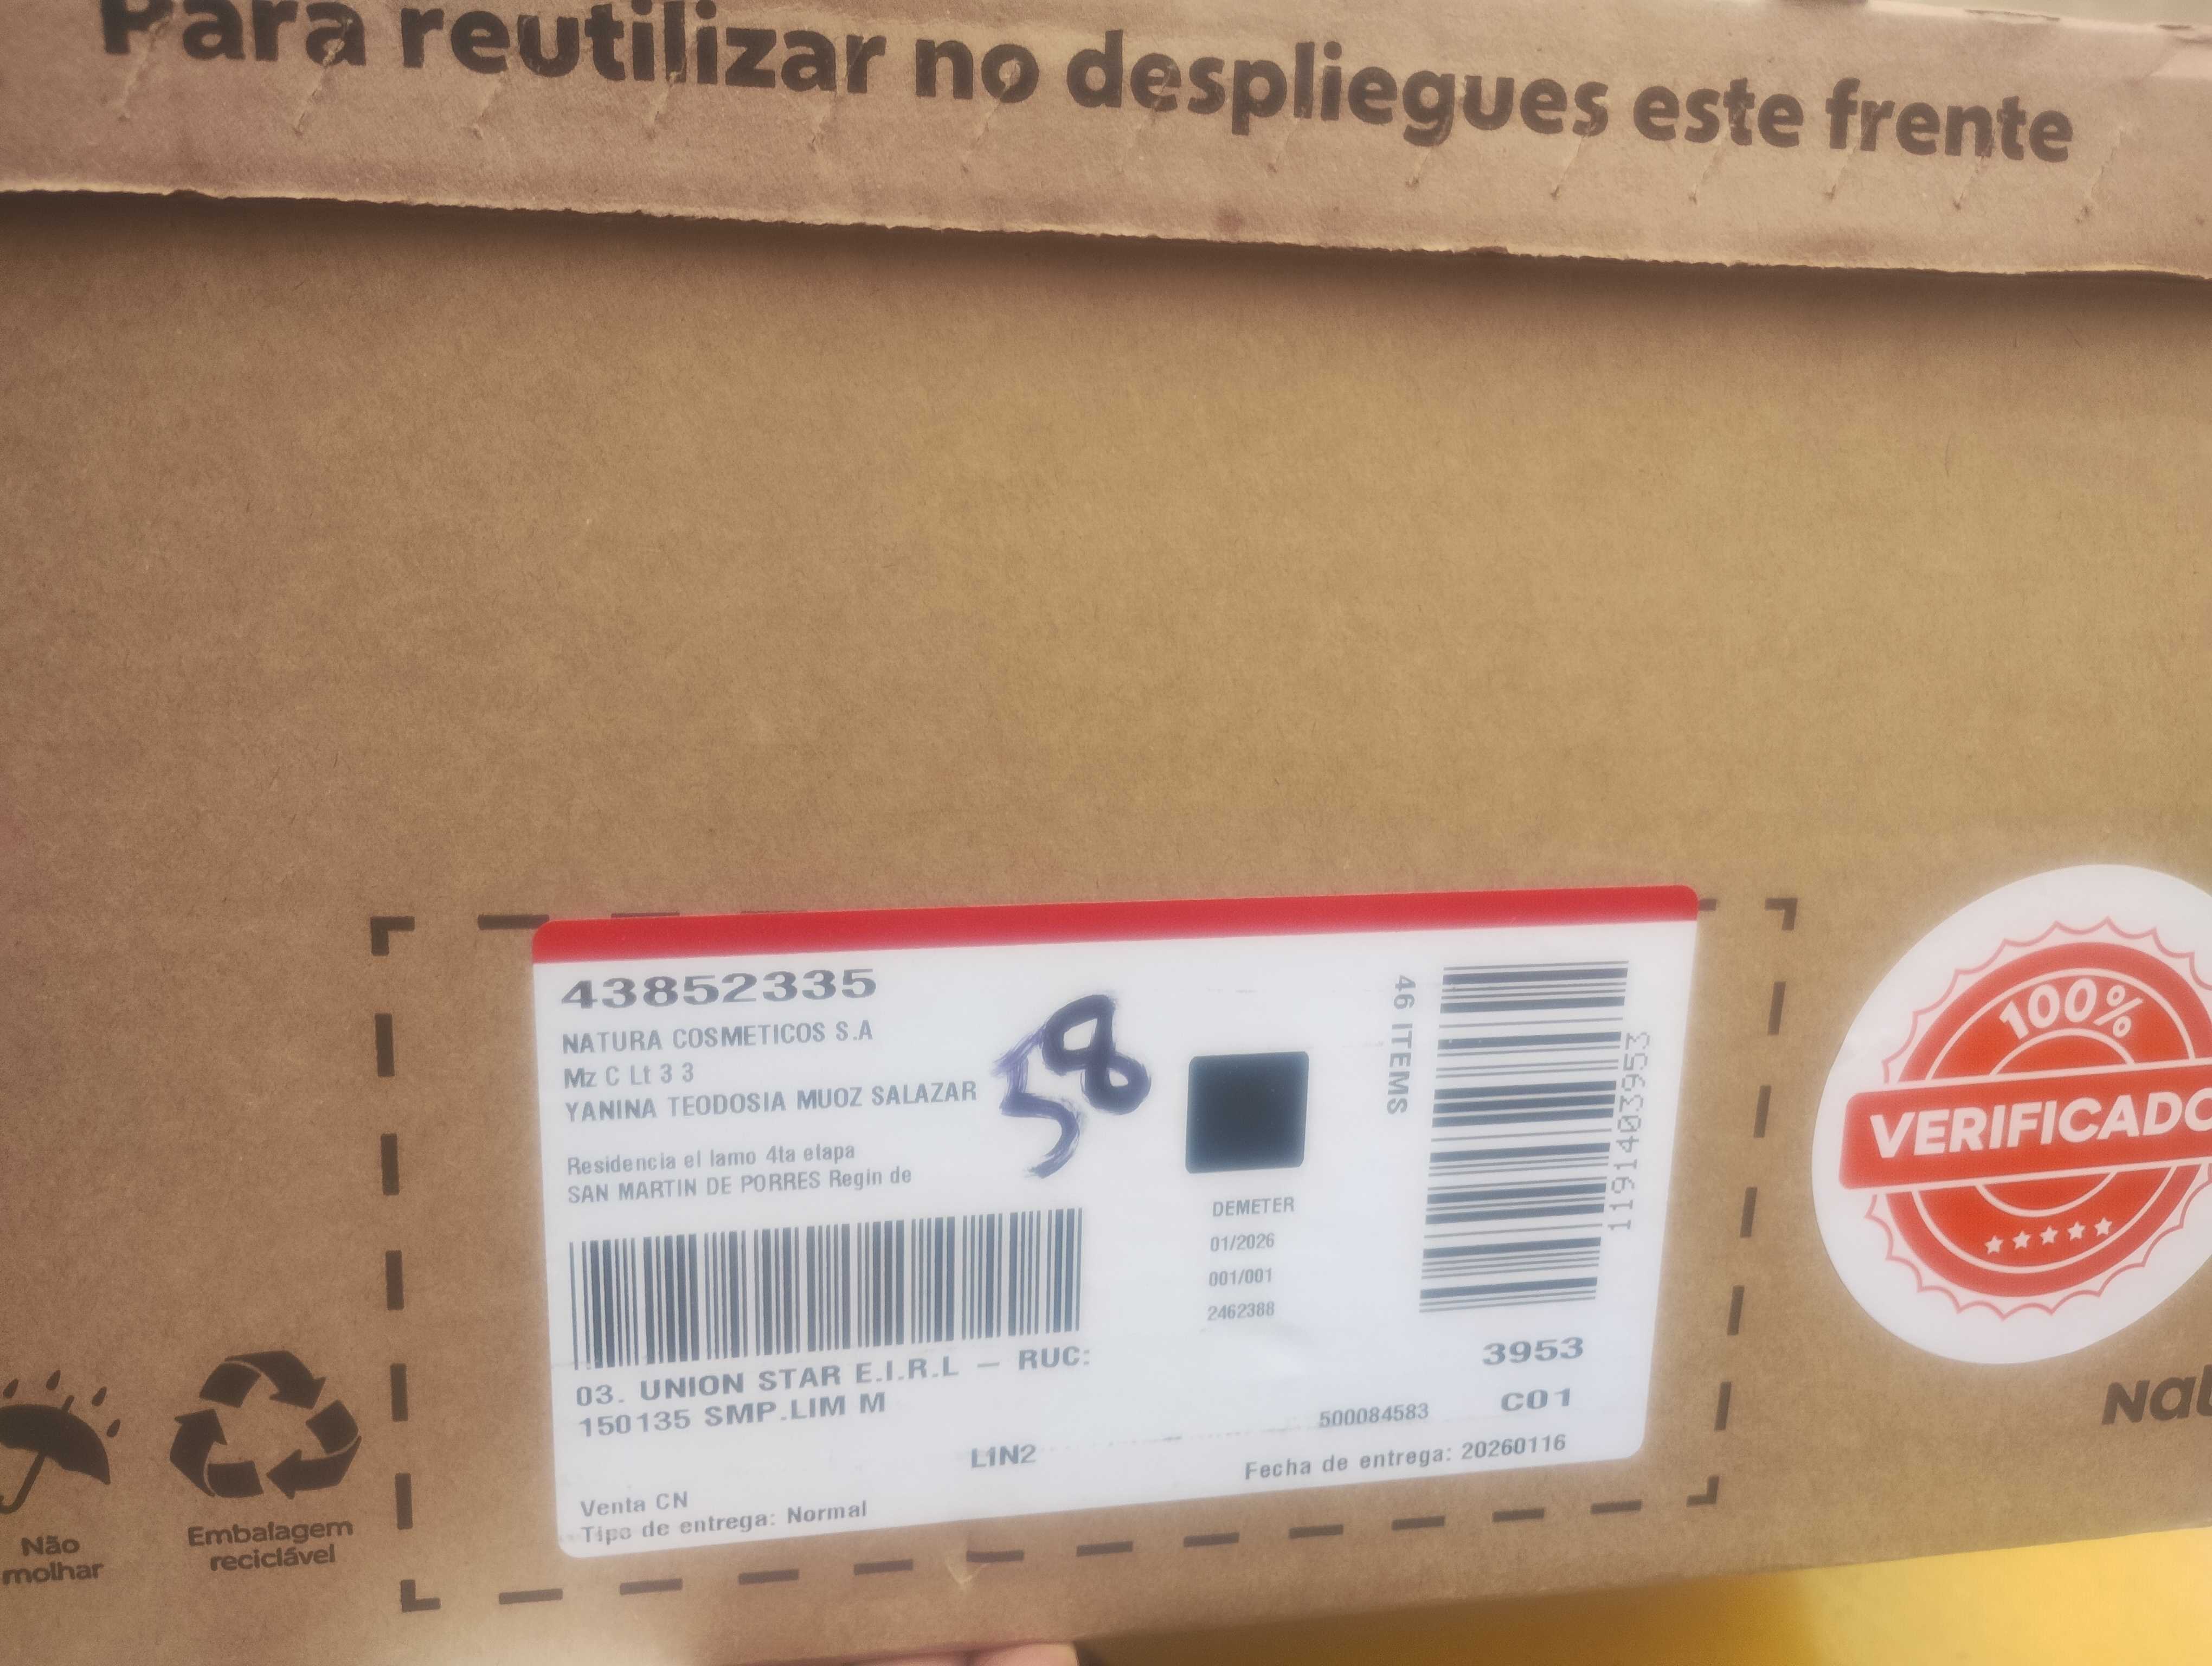 Para reutilizar no despliegues este frente
43852335
NATURA COSMETICOS S.A
Mz C Lt 3 3
YANINA TEODOSIA MUOZ SALAZAR
Residencia el lamo 4ta etapa
SAN MARTIN DE PORRES Regin de
58
DEMETER
01/2026
001/001
2462388
46 ITEMS
1191403953
03. UNION STAR E.I.R.L – RUC:
150135 SMP.LIM M
3953
C01
500084583
L1N2
Fecha de entrega: 20260116
Venta CN
Tipo de entrega: Normal
100%
VERIFICADO
Não
molhar
Embalagem
reciclável